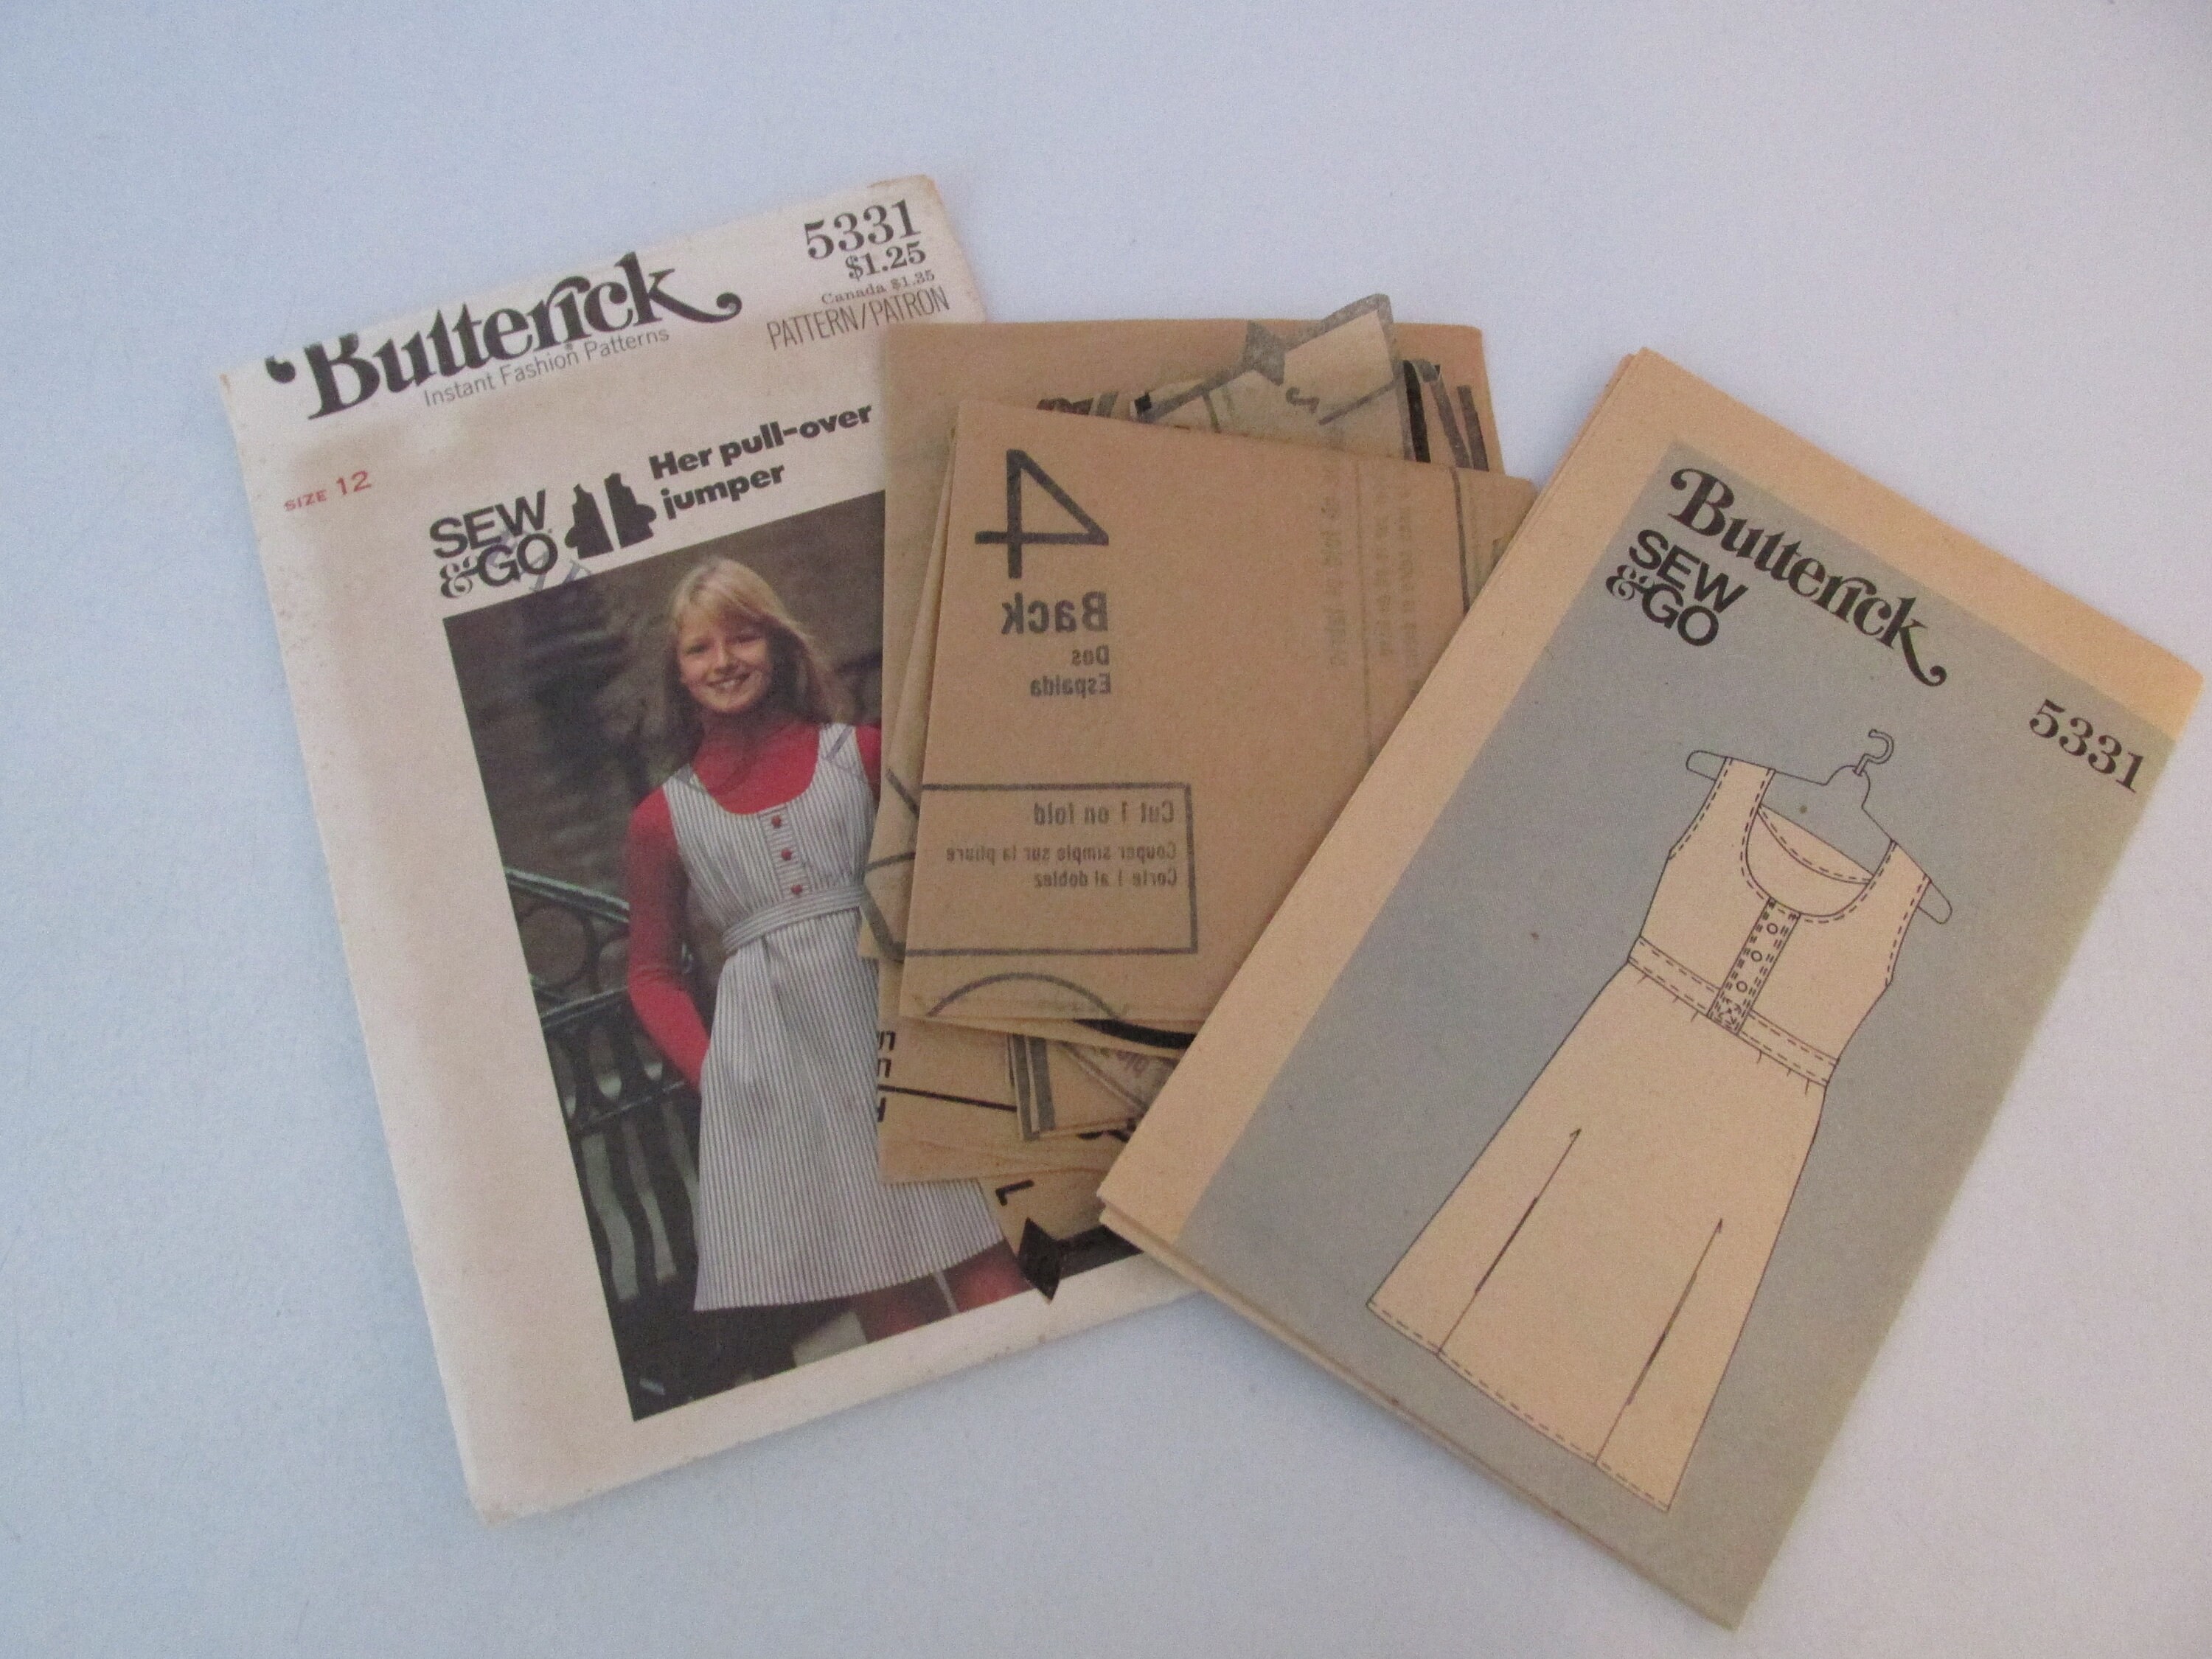 Butterick
Instant Fashion Patterns
5331
$1.25
Canada $1.35
PATTERN/PATRON
SIZE 12
SEW
&GO
Her pull-over
jumper
4
Back
Dos
Espalda
Cut 1 on fold
Couper simple sur la pliure
Corte 1 al doblez
Butterick
SEW
&GO
5331